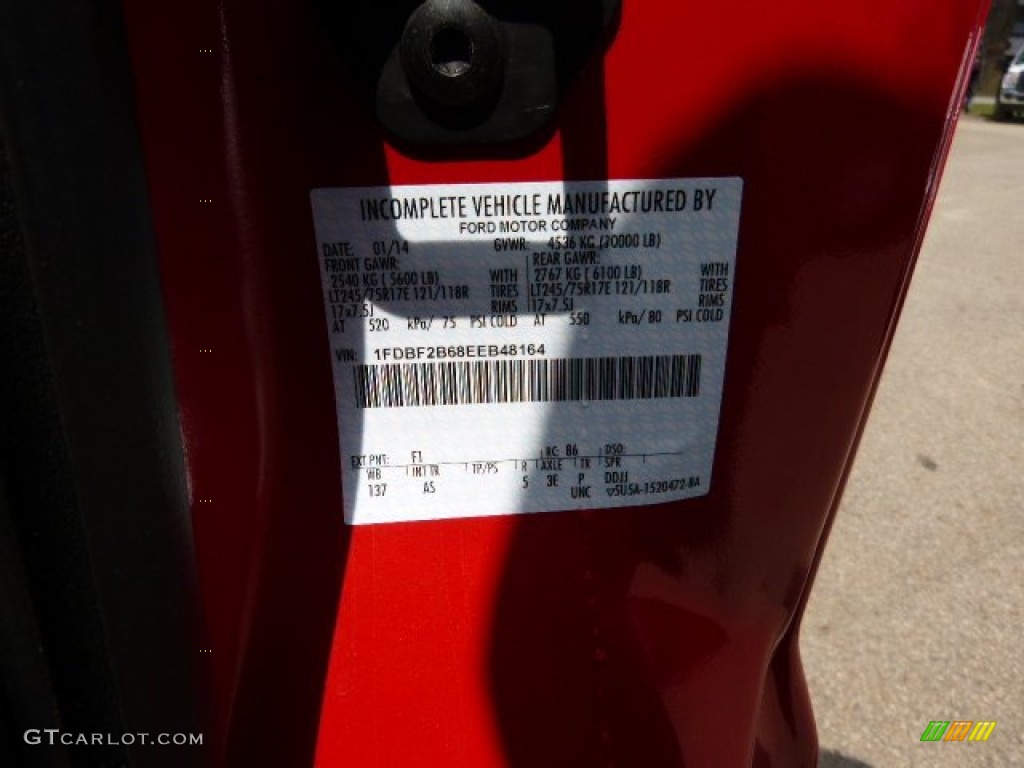 INCOMPLETE VEHICLE MANUFACTURED BY
FORD MOTOR COMPANY
DATE: 01/14 GVWR: 4536 KG (10000 LB)
FRONT GAWR: REAR GAWR:
2540 KG ( 5600 LB) WITH 2767 KG ( 6100 LB) WITH
LT245/75R17E 121/118R TIRES LT245/75R17E 121/118R TIRES
17x7.5J RIMS 17x7.5J RIMS
AT 520 kPa/ 75 PSI COLD AT 550 kPa/ 80 PSI COLD
VIN: 1FDBF2B68EEB48164
EXT PNT: F1 RC: B6 DSO:
WB INT TR TP/PS R AXLE TR SPR
137 AS 5 3E P DDJJ
UNC ▽5U5A-1520472-BA
GTCARLOT.COM